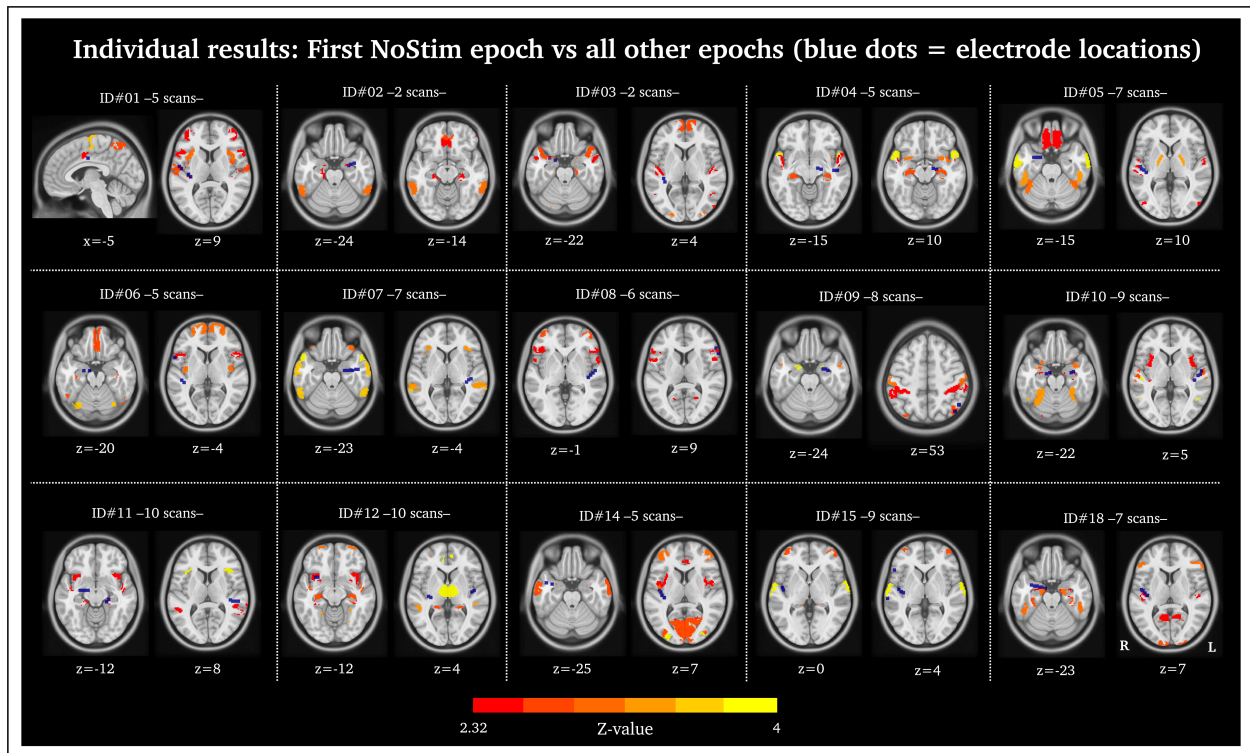 Individual results: First NoStim epoch vs all other epochs (blue dots = electrode locations)
ID#01 –5 scans–
ID#02 –2 scans–
ID#03 –2 scans–
ID#04 –5 scans–
ID#05 –7 scans–
x=-5
z=9
z=-24
z=-14
z=-22
z=4
z=-15
z=10
z=-15
z=10
ID#06 –5 scans–
ID#07 –7 scans–
ID#08 –6 scans–
ID#09 –8 scans–
ID#10 –9 scans–
z=-20
z=-4
z=-23
z=-4
z=-1
z=9
z=-24
z=53
z=-22
z=5
ID#11 –10 scans–
ID#12 –10 scans–
ID#14 –5 scans–
ID#15 –9 scans–
ID#18 –7 scans–
R
L
z=-12
z=8
z=-12
z=4
z=-25
z=7
z=0
z=4
z=-23
z=7
2.32
Z-value
4